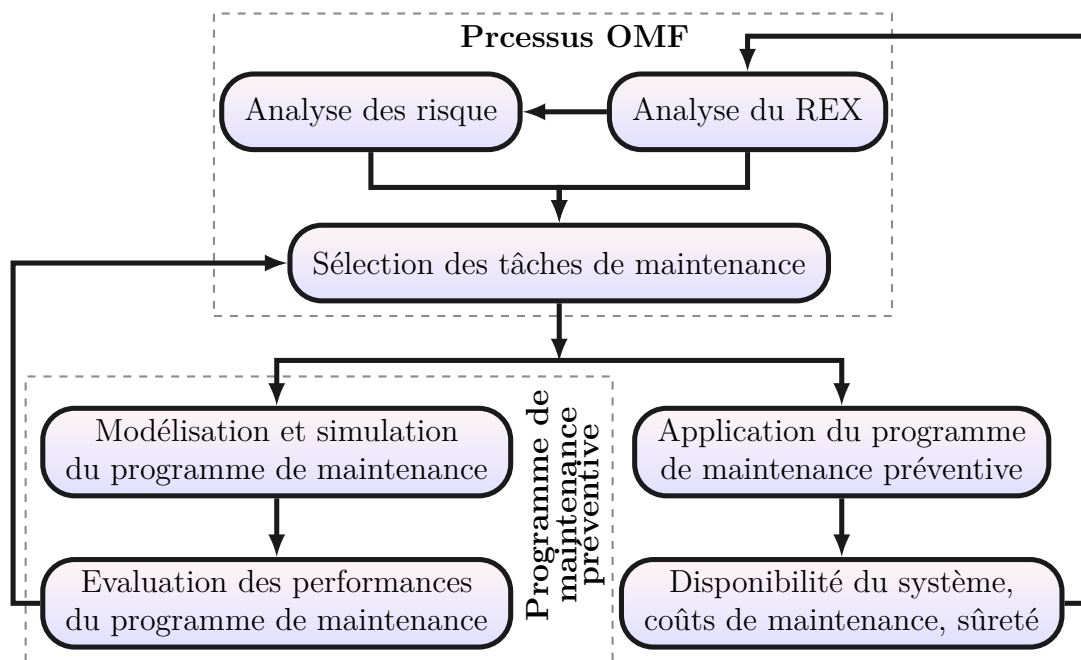 Prcessus OMF
Analyse des risque
Analyse du REX
Sélection des tâches de maintenance
Modélisation et simulation
du programme de maintenance
Evaluation des performances
du programme de maintenance
Programme de
maintenance
préventive
Application du programme
de maintenance préventive
Disponibilité du système,
coûts de maintenance, sûreté